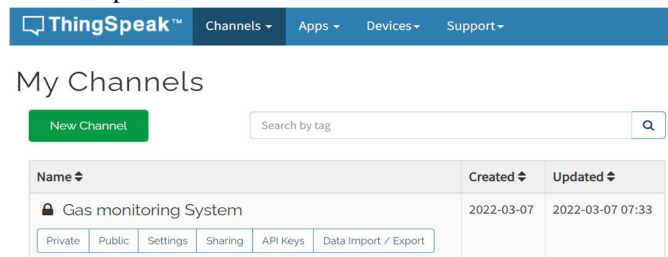 ThingSpeak™ Channels Apps Devices Support
My Channels
New Channel Search by tag
Name Created Updated
Gas monitoring System 2022-03-07 2022-03-07 07:33
Private Public Settings Sharing API Keys Data Import / Export